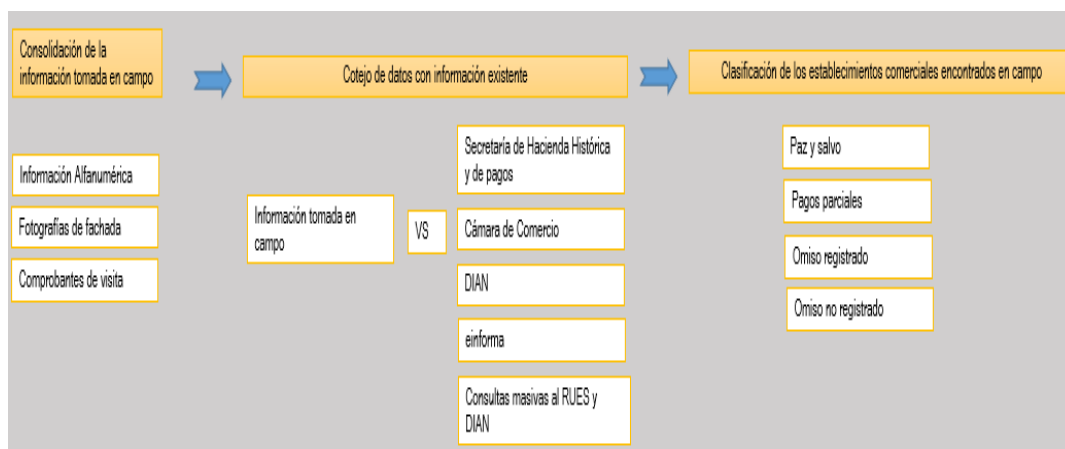 Consolidación de la
información tomada en campo
Cotejo de datos con información existente
Clasificación de los establecimientos comerciales encontrados en campo
Información Alfanumérica
Fotografías de fachada
Comprobantes de visita
Información tomada en
campo
VS
Secretaría de Hacienda Histórica
y de pagos
Cámara de Comercio
DIAN
einforma
Consultas masivas al RUES y
DIAN
Paz y salvo
Pagos parciales
Omiso registrado
Omiso no registrado